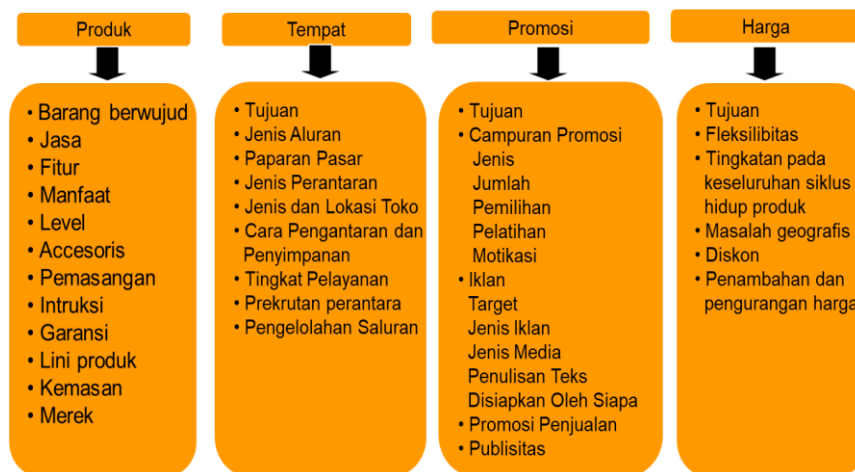 Produk
• Barang berwujud
• Jasa
• Fitur
• Manfaat
• Level
• Accesoris
• Pemasangan
• Intruksi
• Garansi
• Lini produk
• Kemasan
• Merek
Tempat
• Tujuan
• Jenis Aluran
• Paparan Pasar
• Jenis Perantaran
• Jenis dan Lokasi Toko
• Cara Pengantaran dan
Penyimpanan
• Tingkat Pelayanan
• Prekrutan perantara
• Pengelolahan Saluran
Promosi
• Tujuan
• Campuran Promosi
Jenis
Jumlah
Pemilihan
Pelatihan
Motikasi
• Iklan
Target
Jenis Iklan
Jenis Media
Penulisan Teks
Disiapkan Oleh Siapa
• Promosi Penjualan
• Publisitas
Harga
• Tujuan
• Fleksilibitas
• Tingkatan pada
keseluruhan siklus
hidup produk
• Masalah geografis
• Diskon
• Penambahan dan
pengurangan harga